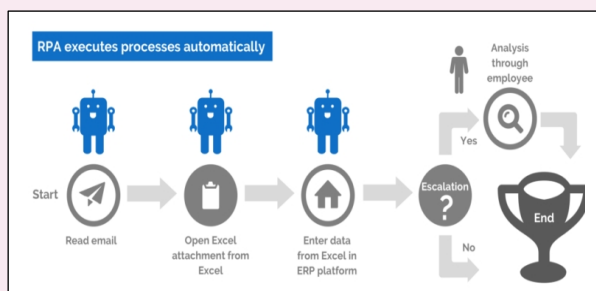 RPA executes processes automatically
Analysis
through
employee
Yes
Start
Escalation
?
End
No
Read email
Open Excel
attachment from
Excel
Enter data
from Excel in
ERP platform